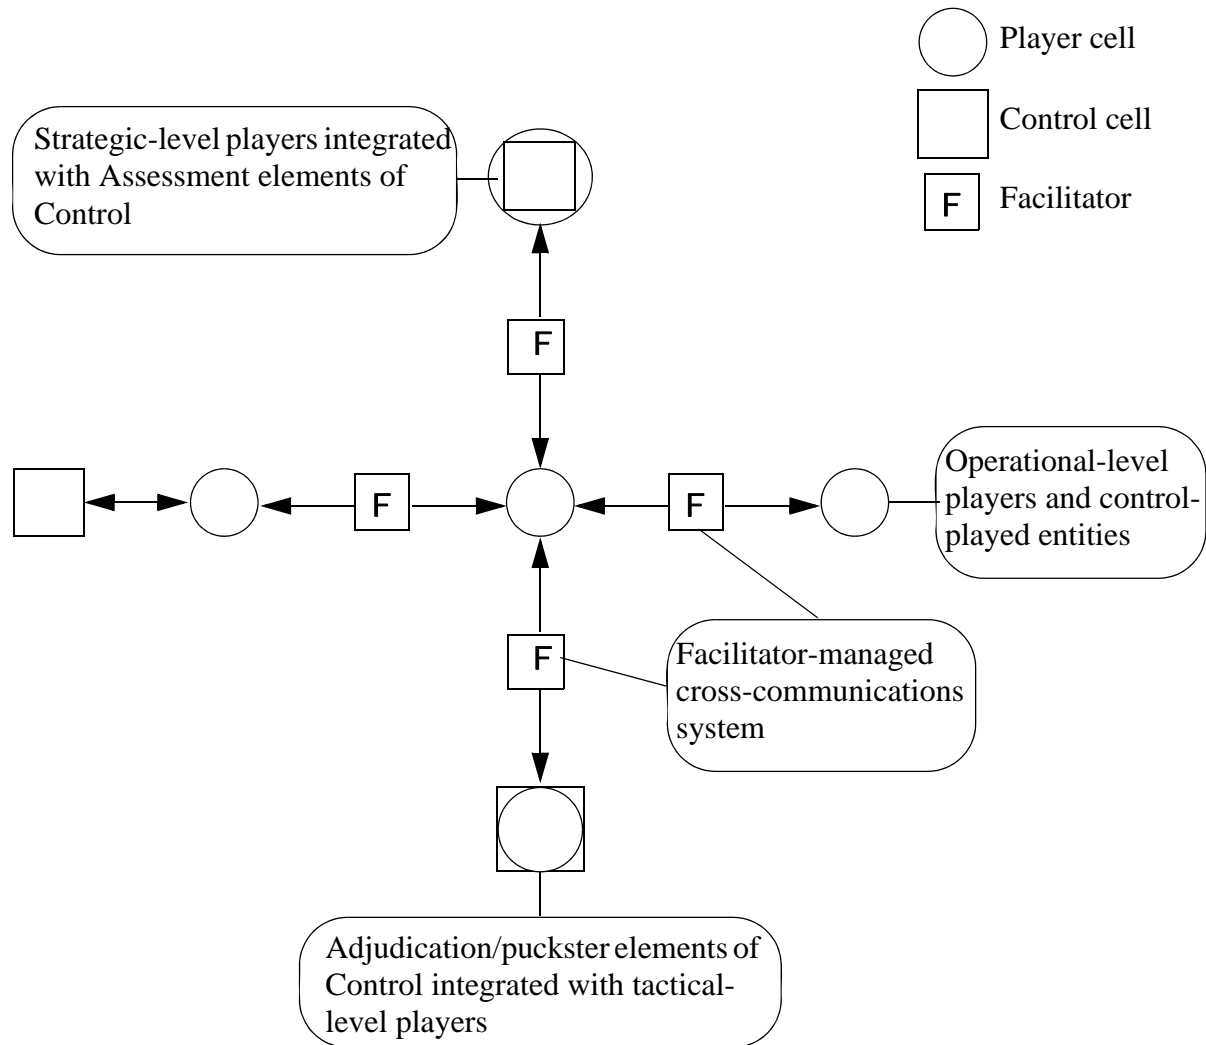 Player cell
Control cell
F Facilitator
Strategic-level players integrated
with Assessment elements of
Control
F
F
F
Operational-level
players and control-
played entities
F
Facilitator-managed
cross-communications
system
Adjudication/puckster elements of
Control integrated with tactical-
level players